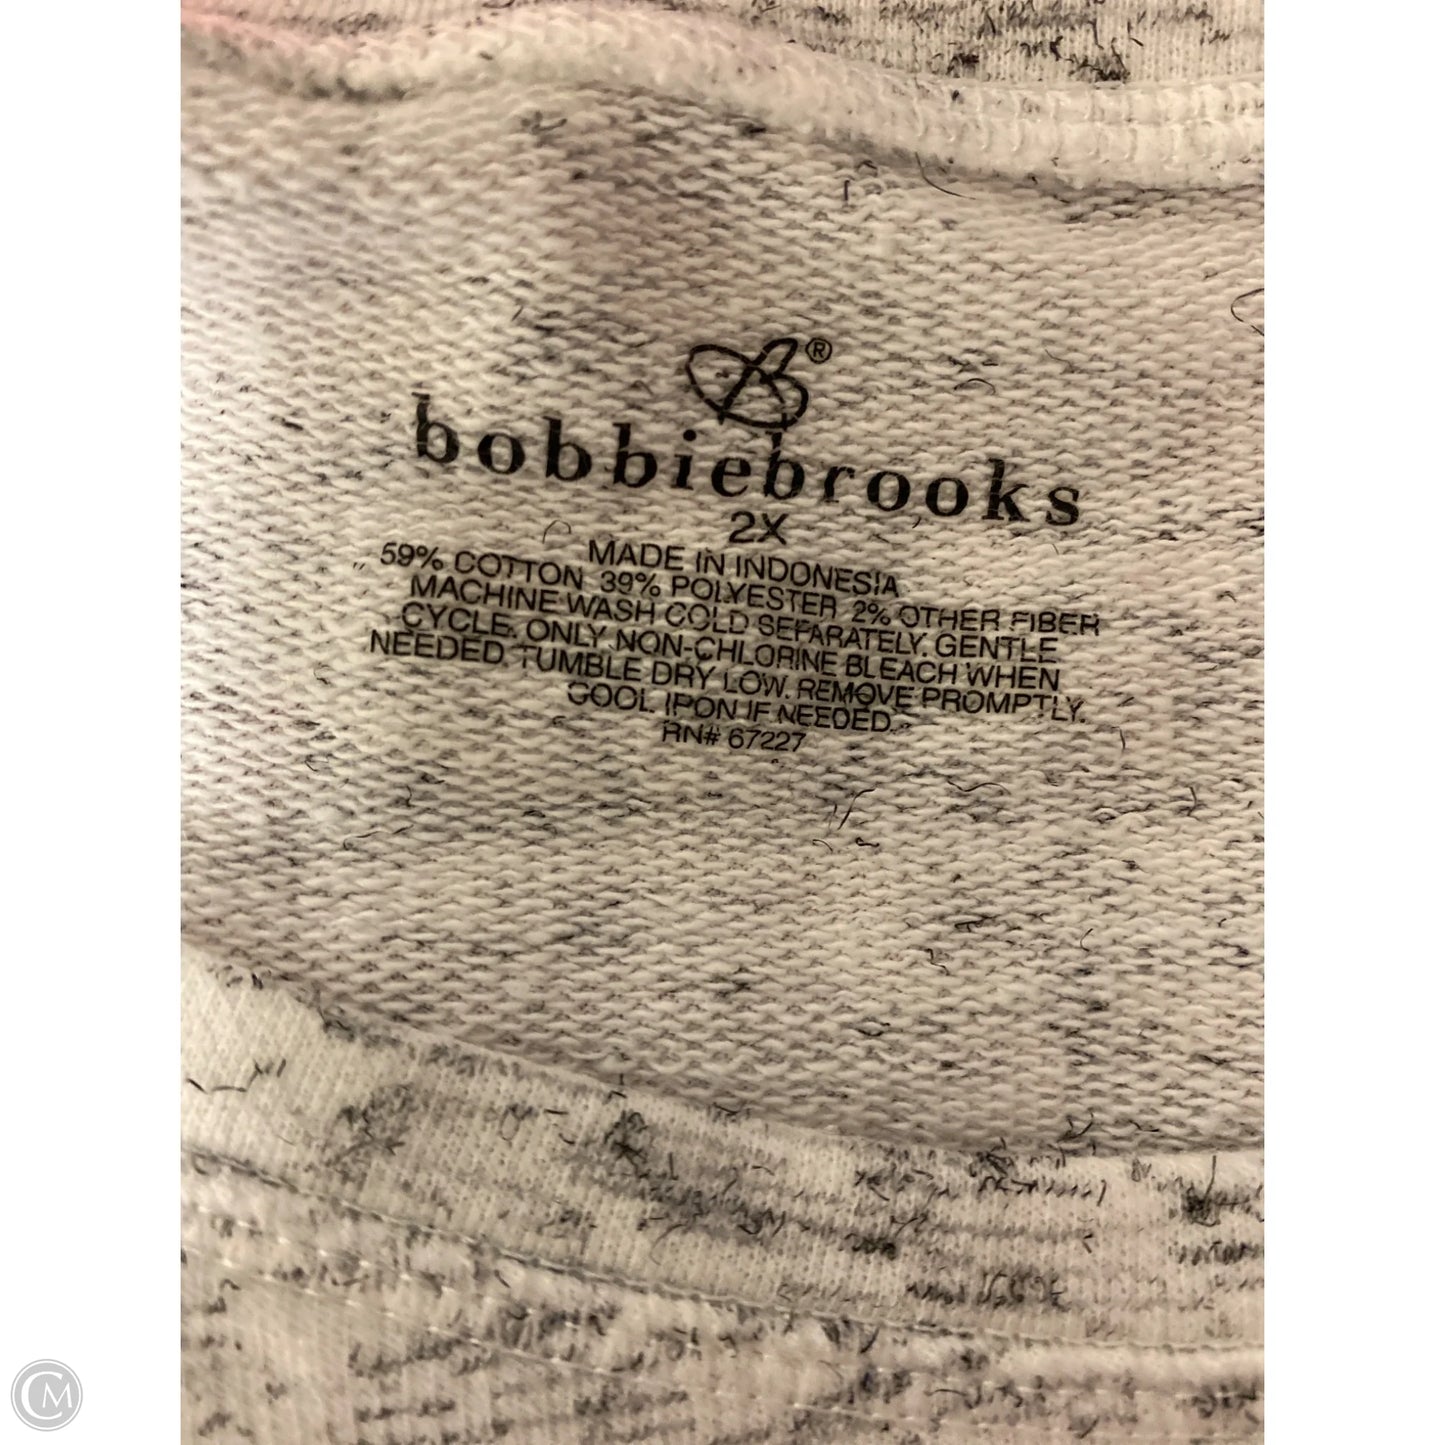 ®
bobbiebrooks
2X
MADE IN INDONESIA
59% COTTON 39% POLYESTER 2% OTHER FIBER
MACHINE WASH COLD SEPARATELY. GENTLE
CYCLE. ONLY NON-CHLORINE BLEACH WHEN
NEEDED. TUMBLE DRY LOW. REMOVE PROMPTLY.
COOL IRON IF NEEDED.
RN# 67227
CM